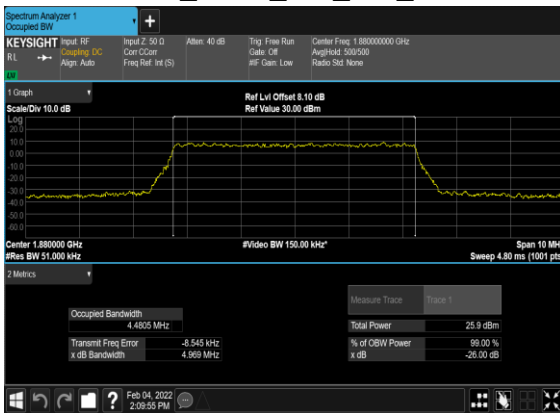 Spectrum Analyzer 1
Occupied BW
KEYSIGHT
RL
LV
Input: RF
Coupling: DC
Align: Auto
Input Z: 50 Ω
Corr CCorr
Freq Ref: Int (S)
Atten: 40 dB
Trig: Free Run
Gate: Off
#IF Gain: Low
Center Freq: 1.880000000 GHz
Avg|Hold: 500/500
Radio Std: None
1 Graph
Scale/Div 10.0 dB
Ref Lvl Offset 8.10 dB
Ref Value 30.00 dBm
Log
20.0
10.0
0.00
-10.0
-20.0
-30.0
-40.0
-50.0
-60.0
Center 1.880000 GHz
#Video BW 150.00 kHz*
Span 10 MH
#Res BW 51.000 kHz
Sweep 4.80 ms (1001 pts
2 Metrics
Measure Trace
Trace 1
Occupied Bandwidth
4.4805 MHz
Total Power
25.9 dBm
Transmit Freq Error
-8.545 kHz
% of OBW Power
99.00 %
x dB Bandwidth
4.969 MHz
x dB
-26.00 dB
?
Feb 04, 2022
2:09:55 PM